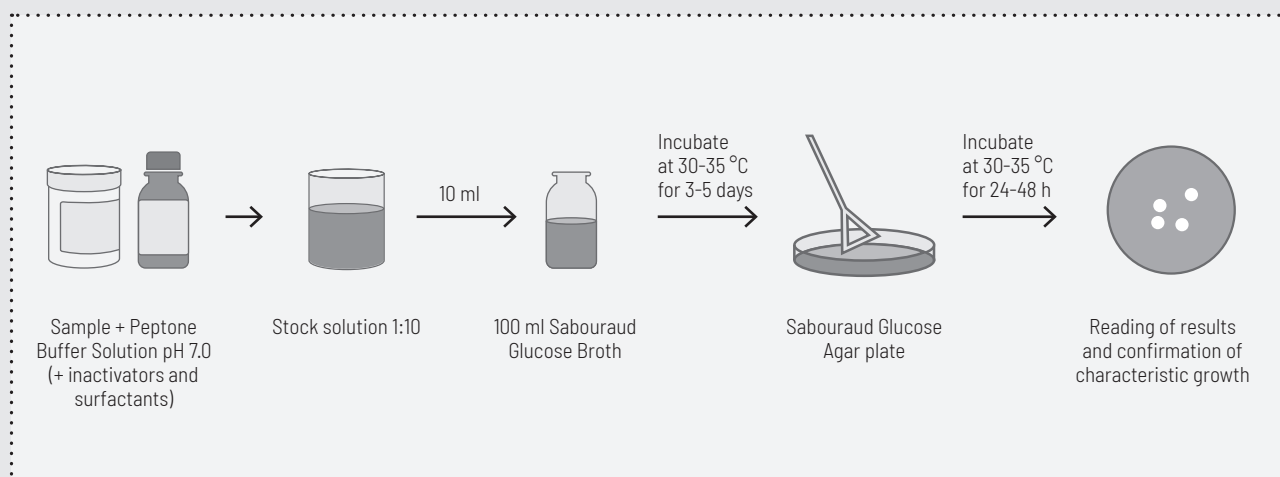 Sample + Peptone
Buffer Solution pH 7.0
(+ inactivators and
surfactants)
Stock solution 1:10
10 ml
100 ml Sabouraud
Glucose Broth
Incubate
at 30-35 °C
for 3-5 days
Sabouraud Glucose
Agar plate
Incubate
at 30-35 °C
for 24-48 h
Reading of results
and confirmation of
characteristic growth